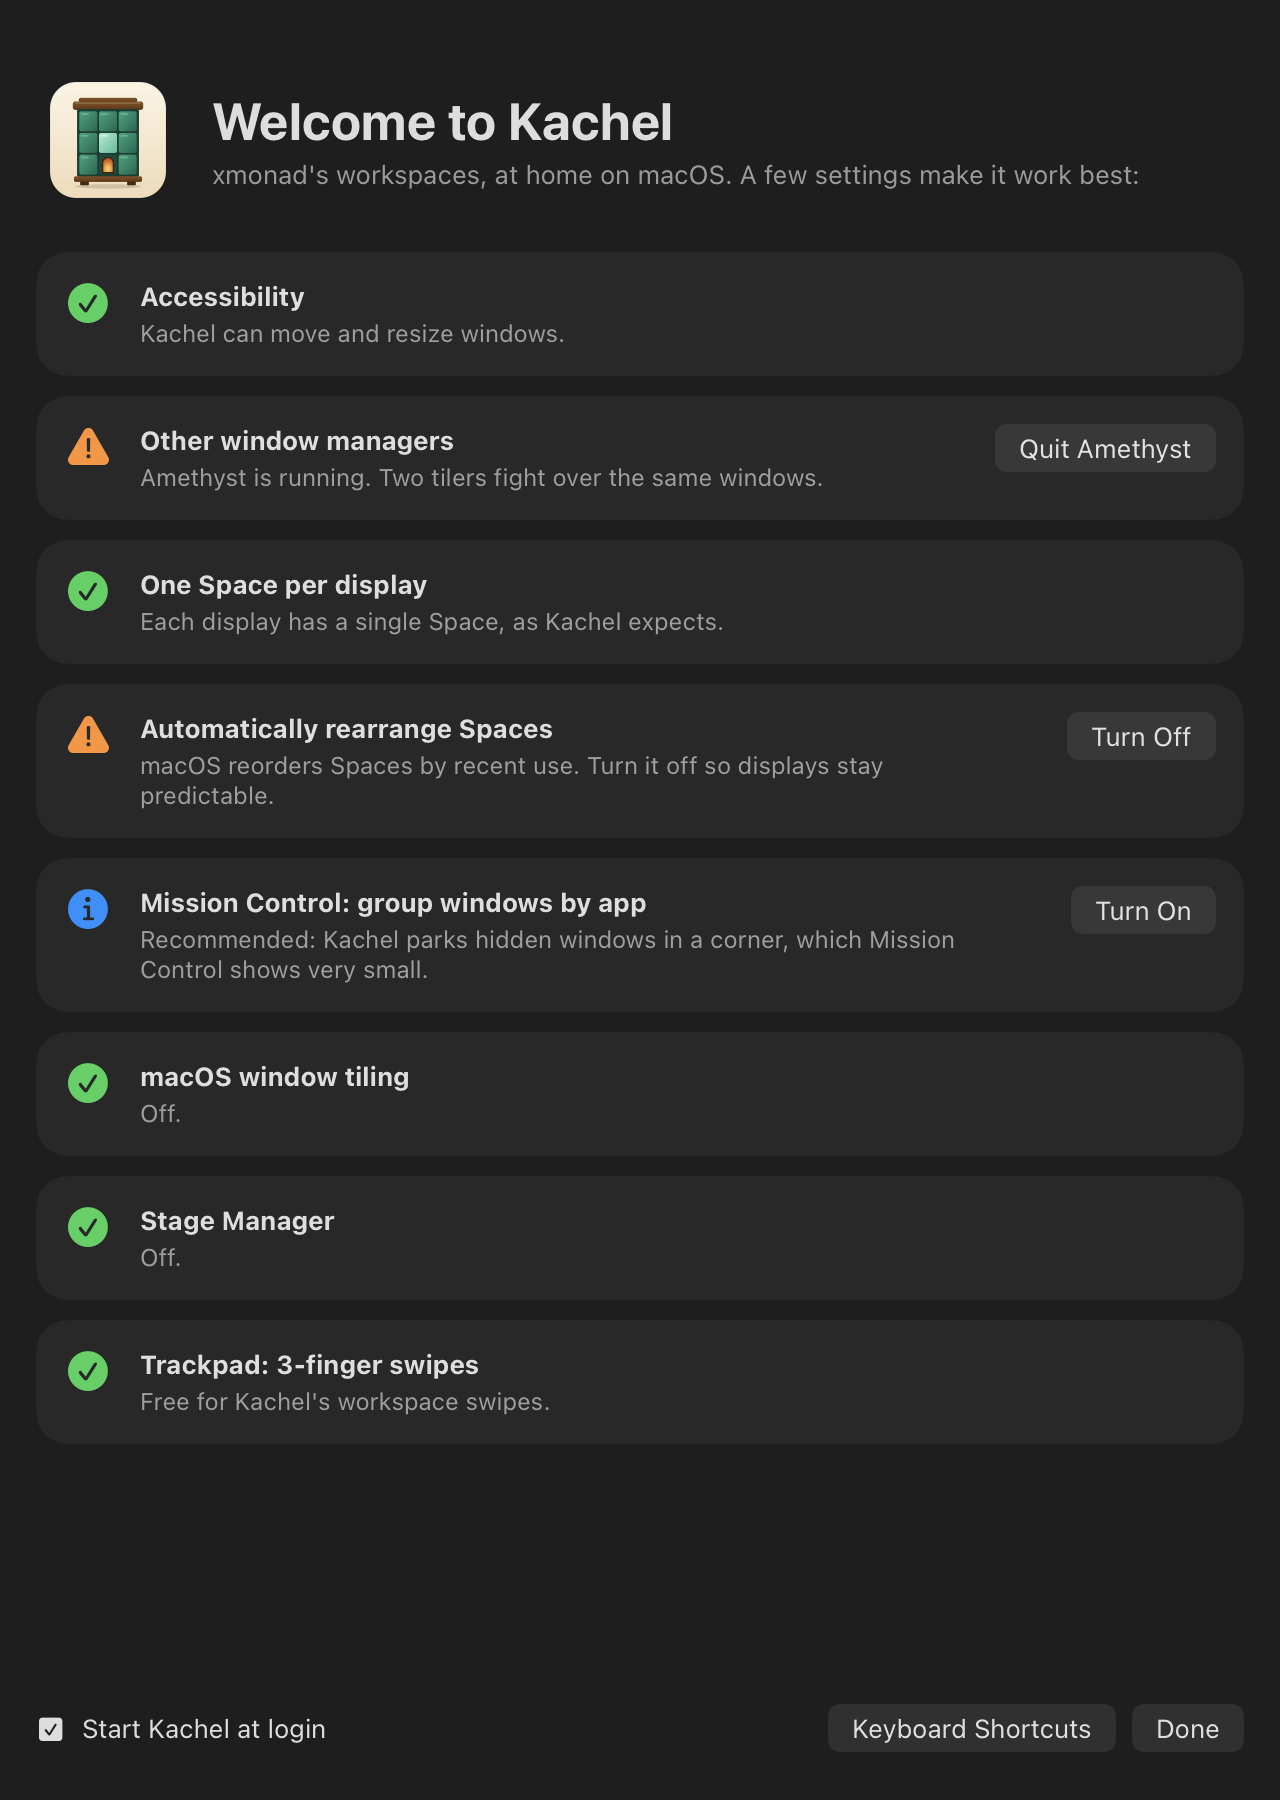 Welcome to Kachel
xmonad's workspaces, at home on macOS. A few settings make it work best:
Accessibility
Kachel can move and resize windows.
Other window managers
Quit Amethyst
Amethyst is running. Two tilers fight over the same windows.
One Space per display
Each display has a single Space, as Kachel expects.
Automatically rearrange Spaces
Turn Off
macOS reorders Spaces by recent use. Turn it off so displays stay
predictable.
Mission Control: group windows by app
Turn On
Recommended: Kachel parks hidden windows in a corner, which Mission
Control shows very small.
macOS window tiling
Off.
Stage Manager
Off.
Trackpad: 3-finger swipes
Free for Kachel's workspace swipes.
Start Kachel at login
Keyboard Shortcuts
Done